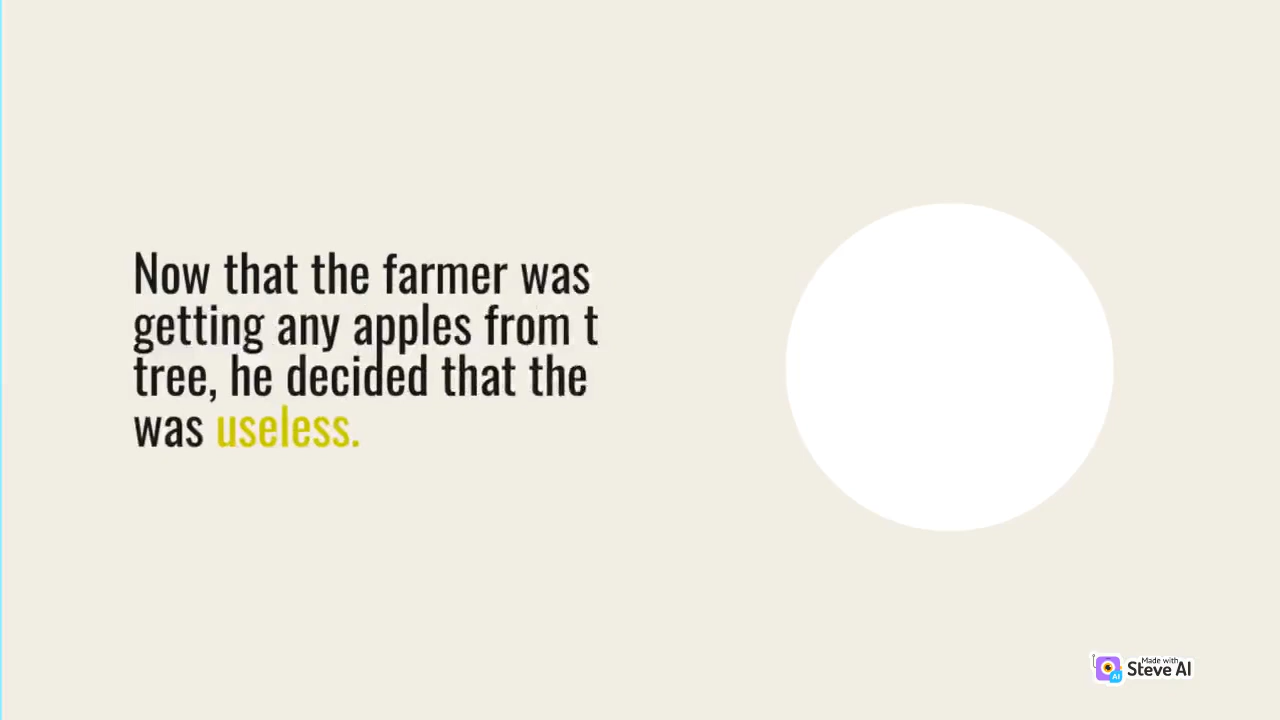 Now that the farmer was
getting any apples from t
tree, he decided that the
was useless.
Made with
Steve AI
AI